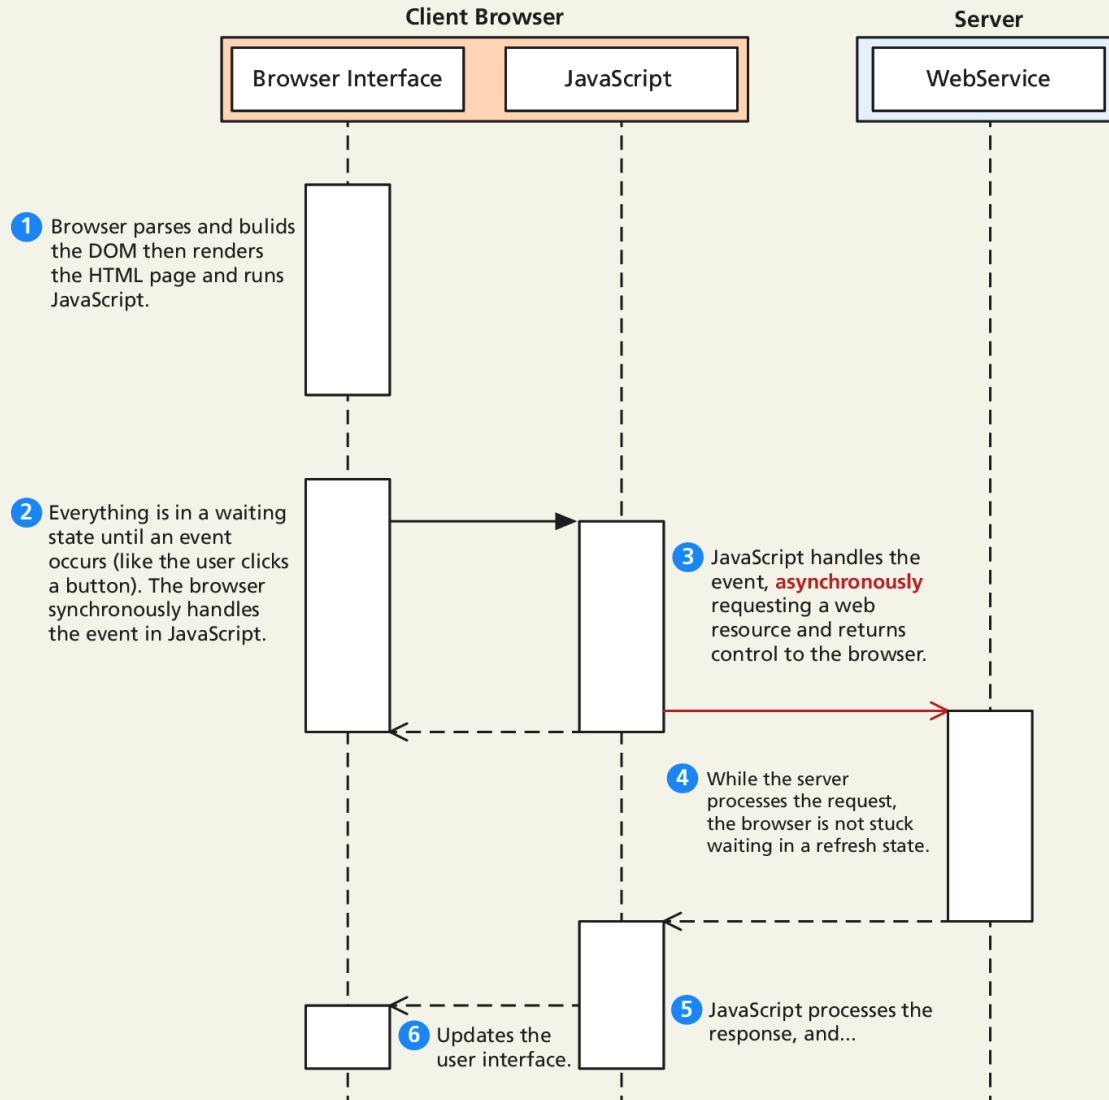 Client Browser
Server
Browser Interface
JavaScript
WebService
1 Browser parses and bulids
the DOM then renders
the HTML page and runs
JavaScript.
2 Everything is in a waiting
state until an event
occurs (like the user clicks
a button). The browser
synchronously handles
the event in JavaScript.
3 JavaScript handles the
event, asynchronously
requesting a web
resource and returns
control to the browser.
4 While the server
processes the request,
the browser is not stuck
waiting in a refresh state.
5 JavaScript processes the
response, and...
6 Updates the
user interface.